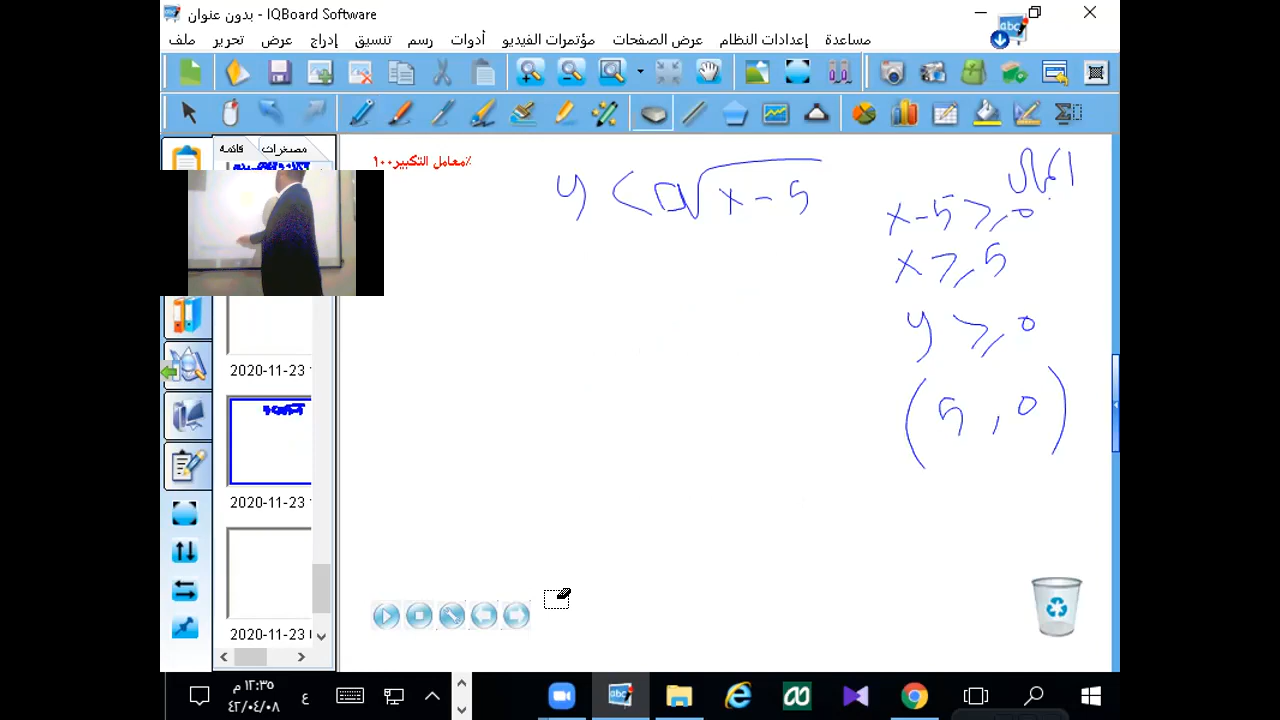 بدون عنوان - IQBoard Software
ملف تحرير عرض إدراج تنسيق رسم أدوات مؤتمرات الفيديو عرض الصفحات إعدادات النظام مساعدة
قائمة مصغرات
معامل التكبير١٠٠٪
y < √x - 5
المجال
x - 5 ≥ 0
x ≥ 5
y ≥ 0
(5, 0)
2020-11-23
2020-11-23
2020-11-23
abc
١٢:٣٥ م
٤٢/٠٤/٠٨
ع